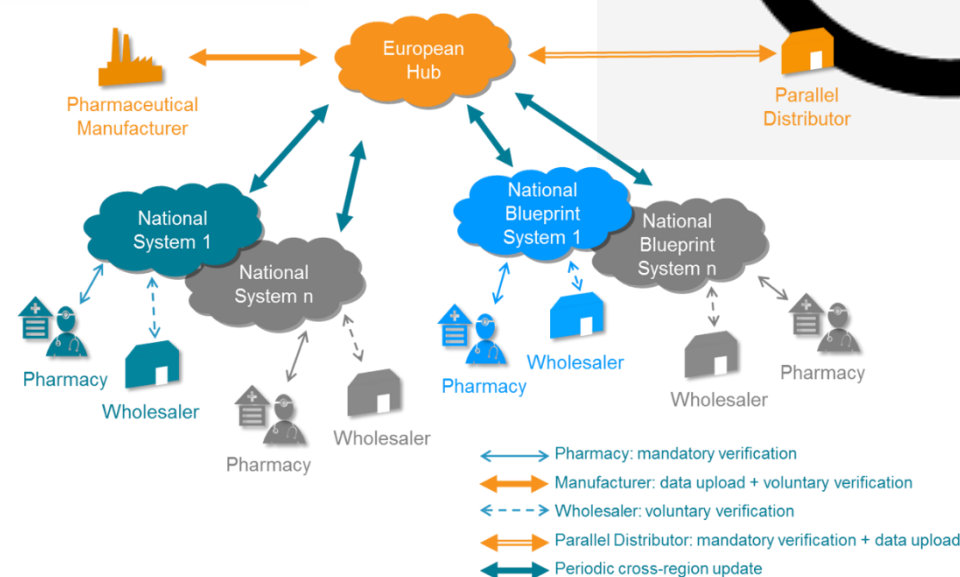 European
Hub
Pharmaceutical
Manufacturer
Parallel
Distributor
National
System 1
National
System n
National
Blueprint
System 1
National
Blueprint
System n
Pharmacy
Wholesaler
Pharmacy
Wholesaler
Pharmacy
Wholesaler
Wholesaler
Pharmacy
Pharmacy: mandatory verification
Manufacturer: data upload + voluntary verification
Wholesaler: voluntary verification
Parallel Distributor: mandatory verification + data upload
Periodic cross-region update